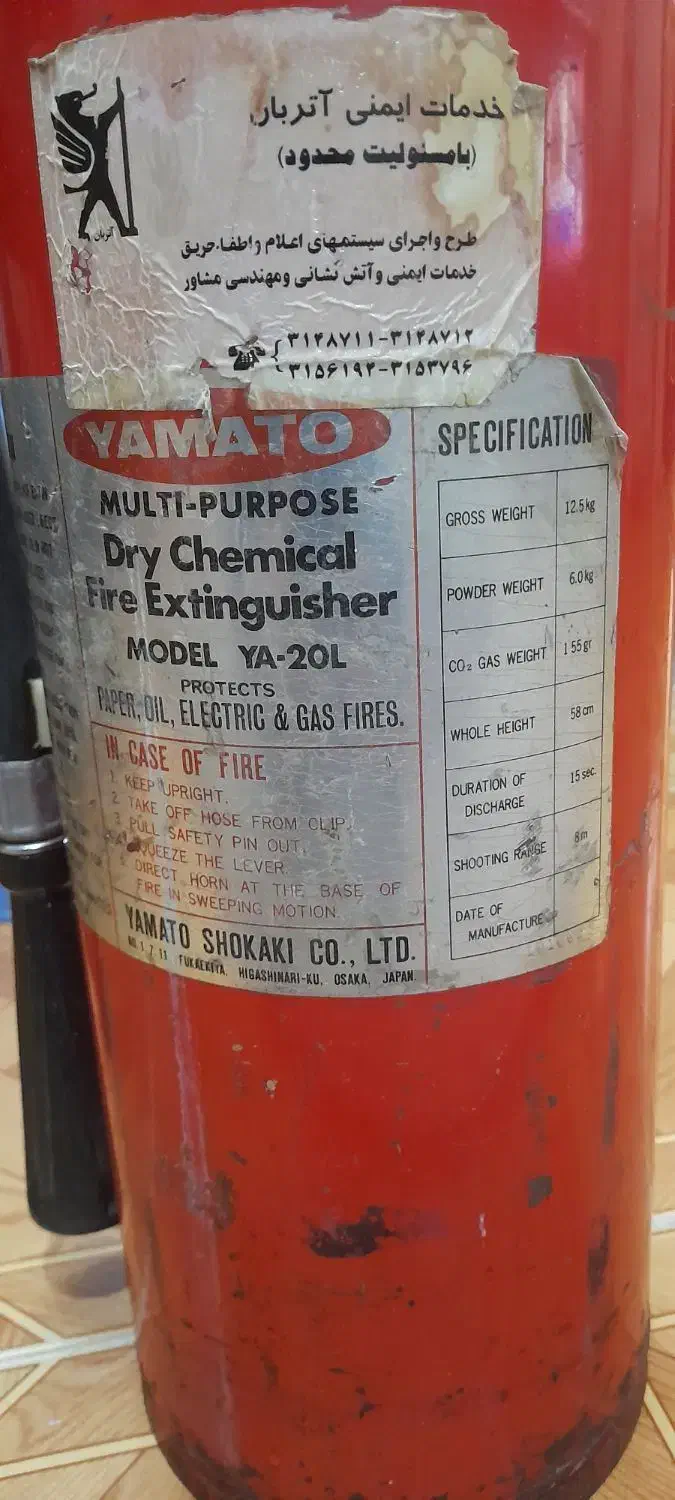 خدمات ایمنی آتربان
(بامسئولیت محدود)
آتربان
طرح واجرای سیستمهای اعلام واطفاء حریق
خدمات ایمنی وآتش نشانی ومهندسی مشاور
۳۱۴۸۷۱۱-۳۱۴۸۷۱۲
۳۱۵۶۱۹۲-۳۱۵۳۷۹۶
YAMATO
MULTI-PURPOSE
Dry Chemical
Fire Extinguisher
MODEL YA-20L
PROTECTS
PAPER, OIL, ELECTRIC & GAS FIRES.
IN CASE OF FIRE
1. KEEP UPRIGHT.
2. TAKE OFF HOSE FROM CLIP.
3. PULL SAFETY PIN OUT.
SQUEEZE THE LEVER.
DIRECT HORN AT THE BASE OF
FIRE IN SWEEPING MOTION.
YAMATO SHOKAKI CO., LTD.
HIGASHINARI-KU, OSAKA, JAPAN.
SPECIFICATION
GROSS WEIGHT 12.5kg
POWDER WEIGHT 6.0kg
CO₂ GAS WEIGHT 155gr
WHOLE HEIGHT 58cm
DURATION OF 15sec.
DISCHARGE
SHOOTING RANGE 8m
DATE OF
MANUFACTURE